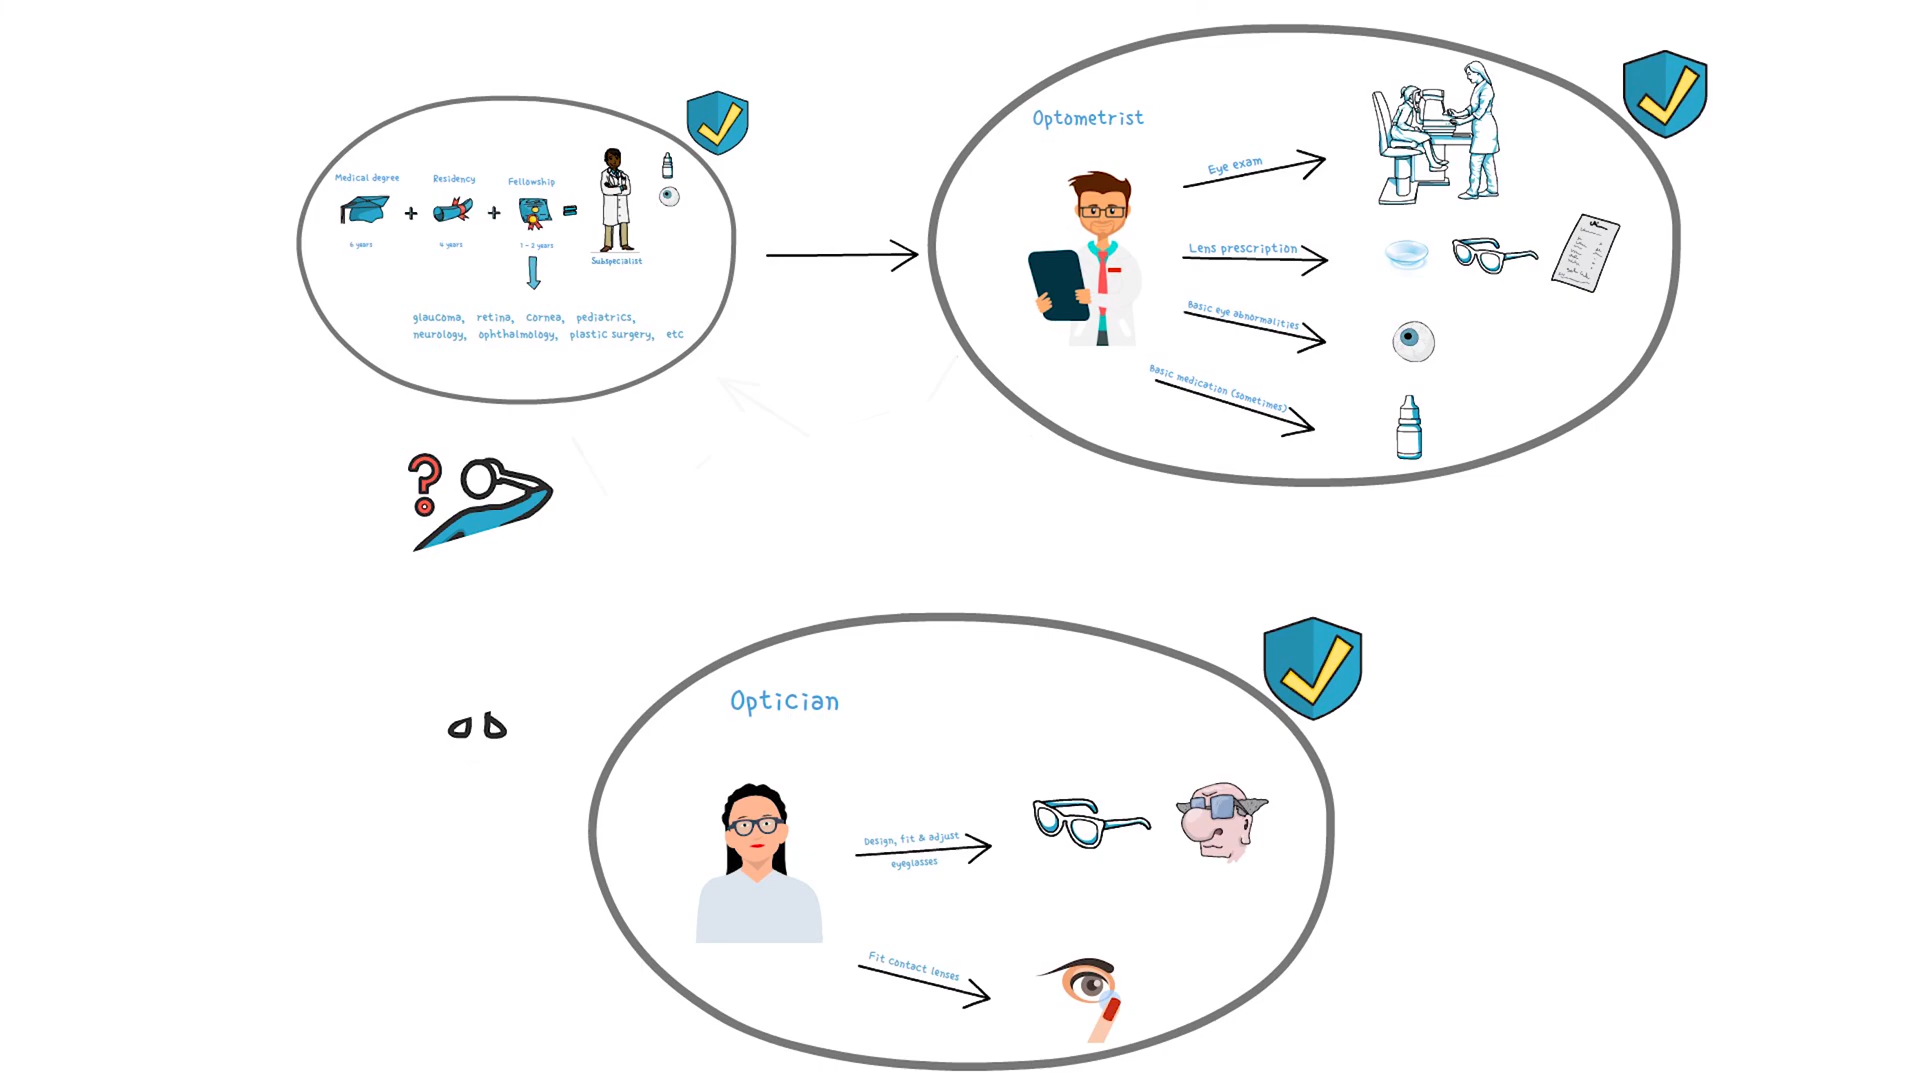 Medical degree
Residency
Fellowship
+
+
=
6 years
4 years
1 - 2 years
Subspecialist
glaucoma, retina, cornea, pediatrics,
neurology, ophthalmology, plastic surgery, etc
Optometrist
Eye exam
Lens prescription
Basic eye abnormalities
Basic medication (sometimes)
?
Optician
Design, fit & adjust
eyeglasses
Fit contact lenses